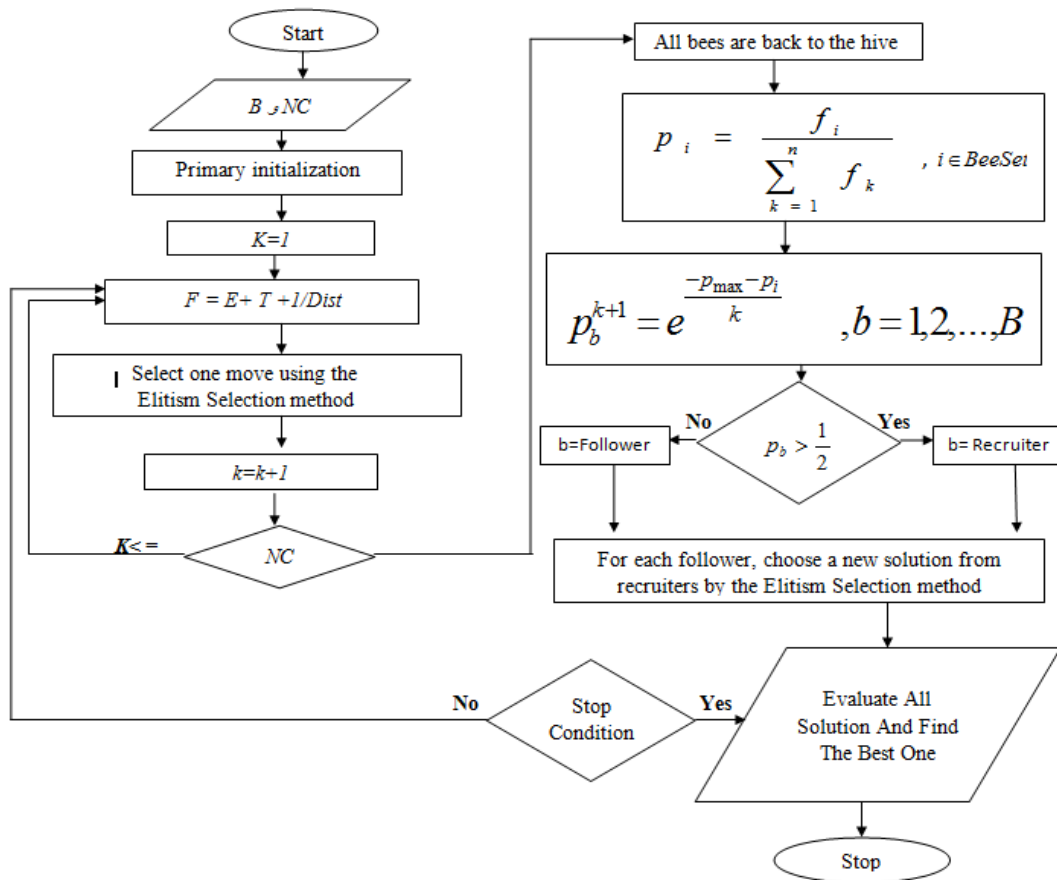 Start
B و NC
Primary initialization
K=1
F = E+ T +1/Dist
Select one move using the
Elitism Selection method
k=k+1
K<=
NC
All bees are back to the hive
p i = f i / ∑ k = 1 n f k , i ∈ BeeSet
p_b^{k+1} = e^{(-p_max - p_i)/k} , b = 1,2,...,B
No
Yes
b=Follower
p_b > 1/2
b= Recruiter
For each follower, choose a new solution from
recruiters by the Elitism Selection method
No
Stop
Condition
Yes
Evaluate All
Solution And Find
The Best One
Stop